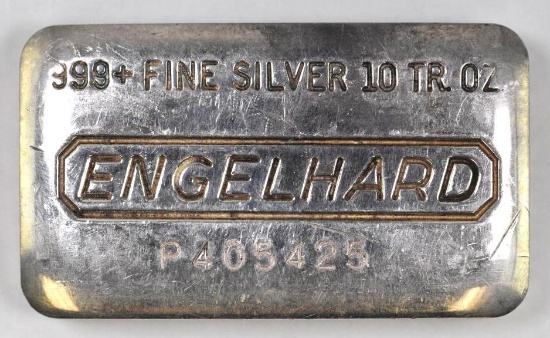 999+ FINE SILVER 10 TR. OZ
ENGELHARD
P405425